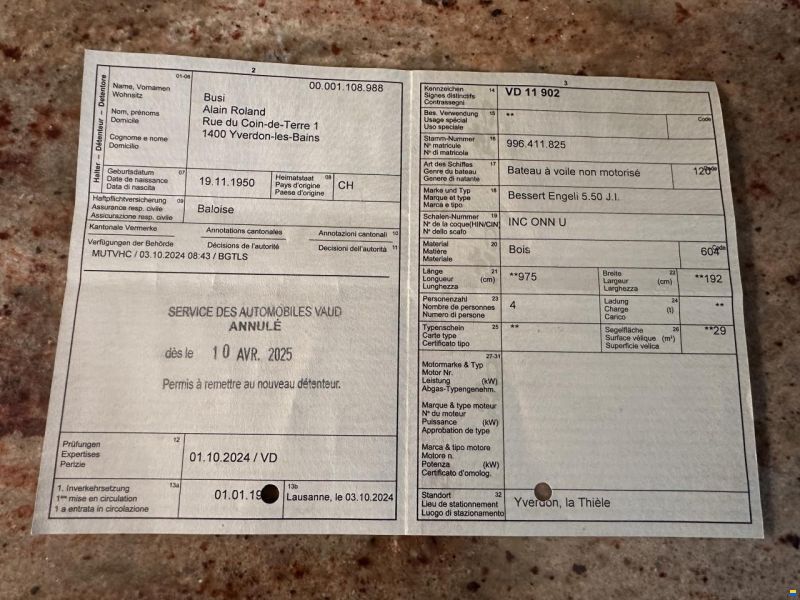 2
01-06
00.001.108.988
Halter – Détenteur – Detentore
Name, Vornamen
Wohnsitz
Nom, prénoms
Domicile
Cognome e nome
Domicilio
Busi
Alain Roland
Rue du Coin-de-Terre 1
1400 Yverdon-les-Bains
Geburtsdatum 07
Date de naissance
Data di nascita
19.11.1950
Heimatstaat 08
Pays d'origine
Paese d'origine
CH
Haftpflichtversicherung 09
Assurance resp. civile
Assicurazione resp. civile
Baloise
Kantonale Vermerke Annotations cantonales Annotazioni cantonali 10
Verfügungen der Behörde Décisions de l'autorité Decisioni dell'autorità 11
MUTVHC / 03.10.2024 08:43 / BGTLS
SERVICE DES AUTOMOBILES VAUD
ANNULÉ
dès le 10 AVR. 2025
Permis à remettre au nouveau détenteur.
Prüfungen 12
Expertises
Perizie
01.10.2024 / VD
1. Inverkehrsetzung 13a
1ère mise en circulation
1 a entrata in circolazione
01.01.19
13b
Lausanne, le 03.10.2024
3
Kennzeichen 14
Signes distinctifs
Contrassegni
VD 11 902
Bes. Verwendung 15
Usage spécial
Uso speciale
**
Code
Stamm-Nummer 16
N° matricule
N° di matricola
996.411.825
Art des Schiffes 17
Genre du bateau
Genere di natante
Bateau à voile non motorisé
Code
120
Marke und Typ 18
Marque et type
Marca e tipo
Bessert Engeli 5.50 J.I.
Schalen-Nummer 19
N° de la coque(HIN/CIN)
N° dello scafo
INC ONN U
Material 20
Matière
Materiale
Bois
Code
604
Länge 21
Longueur (cm)
Lunghezza
**975
Breite 22
Largeur (cm)
Larghezza
**192
Personenzahl 23
Nombre de personnes
Numero di persone
4
Ladung 24
Charge (t)
Carico
**
Typenschein 25
Carte type
Certificato tipo
**
Segelfläche 26
Surface vélique (m²)
Superficie velica
**29
27-31
Motormarke & Typ
Motor Nr.
Leistung (kW)
Abgas-Typengenehm.
Marque & type moteur
N° du moteur
Puissance (kW)
Approbation de type
Marca & tipo motore
Motore n.
Potenza (kW)
Certificato d'omolog.
Standort 32
Lieu de stationnement
Luogo di stazionamento
Yverdon, la Thièle